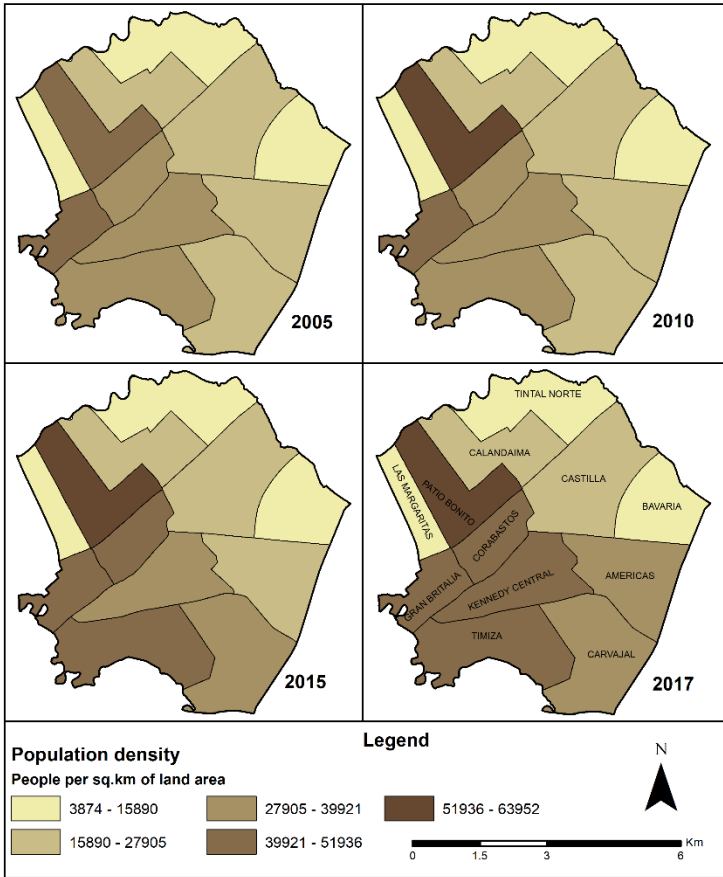 2005
2010
2015
TINTAL NORTE
CALANDAIMA
CASTILLA
LAS MARGARITAS
PATIO BONITO
BAVARIA
CORABASTOS
AMERICAS
GRAN BRITALIA
KENNEDY CENTRAL
TIMIZA
CARVAJAL
2017
Legend
Population density
People per sq.km of land area
3874 - 15890
27905 - 39921
51936 - 63952
15890 - 27905
39921 - 51936
N
Km
0 1.5 3 6